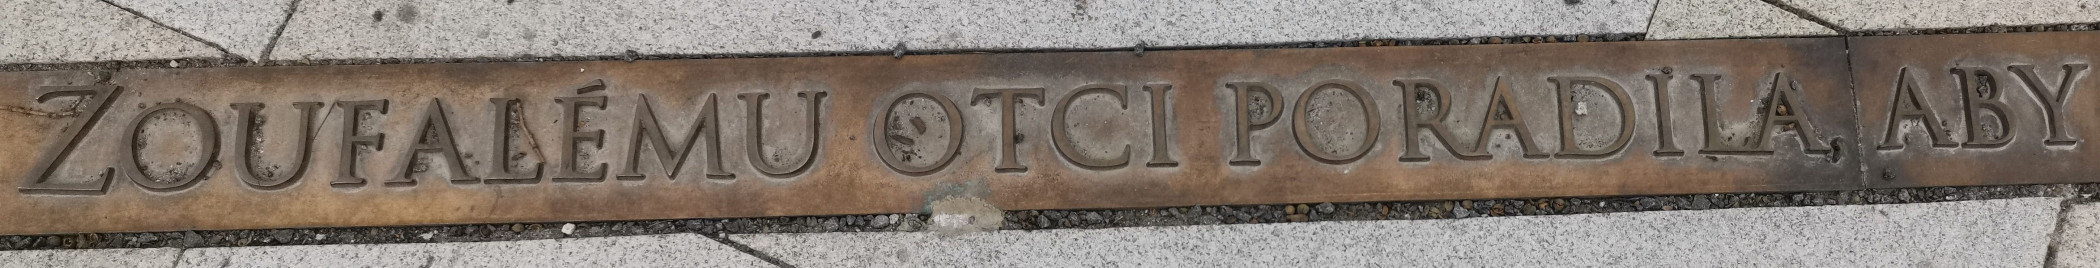 ZOUFALÉMU OTCI PORADILA, ABY